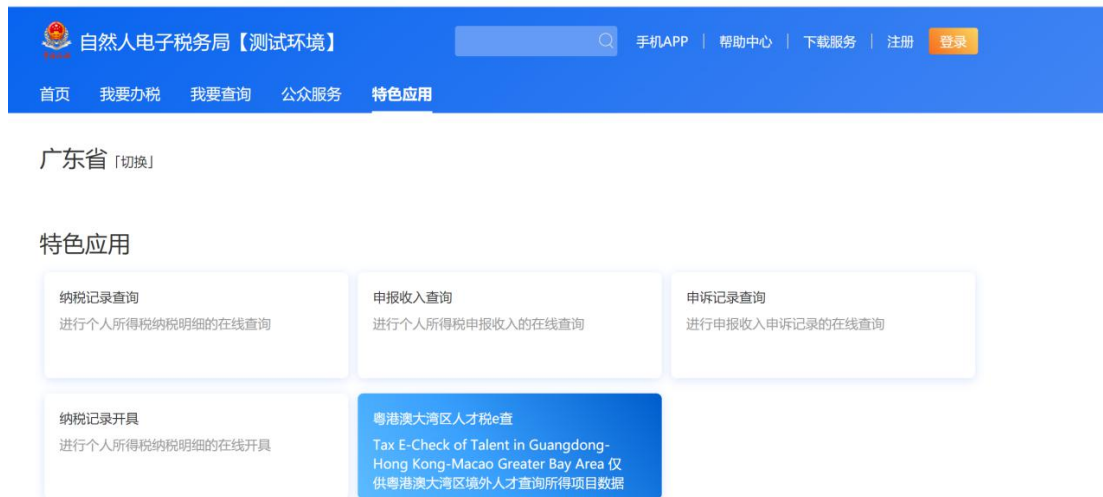 自然人电子税务局【测试环境】
手机APP | 帮助中心 | 下载服务 | 注册 登录
首页 我要办税 我要查询 公众服务 特色应用
广东省「切换」
特色应用
纳税记录查询
进行个人所得税纳税明细的在线查询
申报收入查询
进行个人所得税申报收入的在线查询
申诉记录查询
进行申报收入申诉记录的在线查询
纳税记录开具
进行个人所得税纳税明细的在线开具
粤港澳大湾区人才税e查
Tax E-Check of Talent in Guangdong-
Hong Kong-Macao Greater Bay Area 仅
供粤港澳大湾区境外人才查询所得项目数据